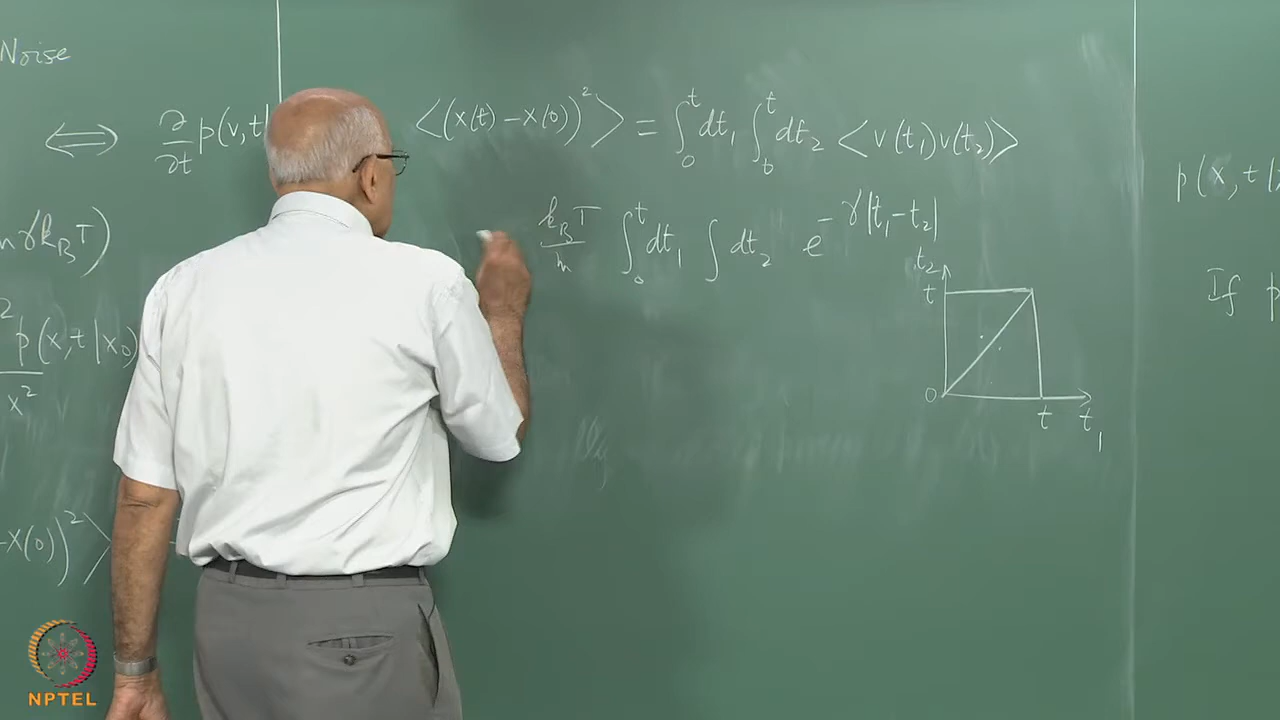 Noise
⟺ ∂/∂t p(v,t|
mγk_BT)
² p(x,t|x₀)
x²
-X(0))²⟩
⟨(x(t) - x(0))²⟩ = ∫₀ᵗ dt₁ ∫₀ᵗ dt₂ ⟨v(t₁)v(t₂)⟩
k_BT/m ∫₀ᵗ dt₁ ∫ dt₂ e^{-γ|t₁-t₂|}
t₂
t
0
t t₁
p(x,t|
If p
NPTEL